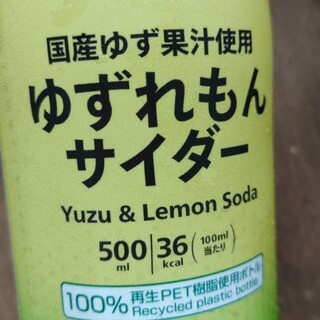 国産ゆず果汁使用
ゆずれもん
サイダー
Yuzu & Lemon Soda
500 ml | 36 kcal (100ml 当たり)
100% 再生PET樹脂使用ボトル
Recycled plastic bottle